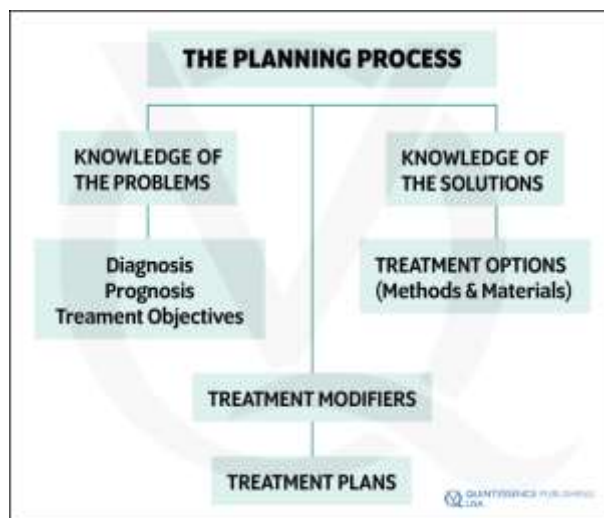 THE PLANNING PROCESS
KNOWLEDGE OF
THE PROBLEMS
KNOWLEDGE OF
THE SOLUTIONS
Diagnosis
Prognosis
Treament Objectives
TREATMENT OPTIONS
(Methods & Materials)
TREATMENT MODIFIERS
TREATMENT PLANS
QUINTESSENCE PUBLISHING
USA